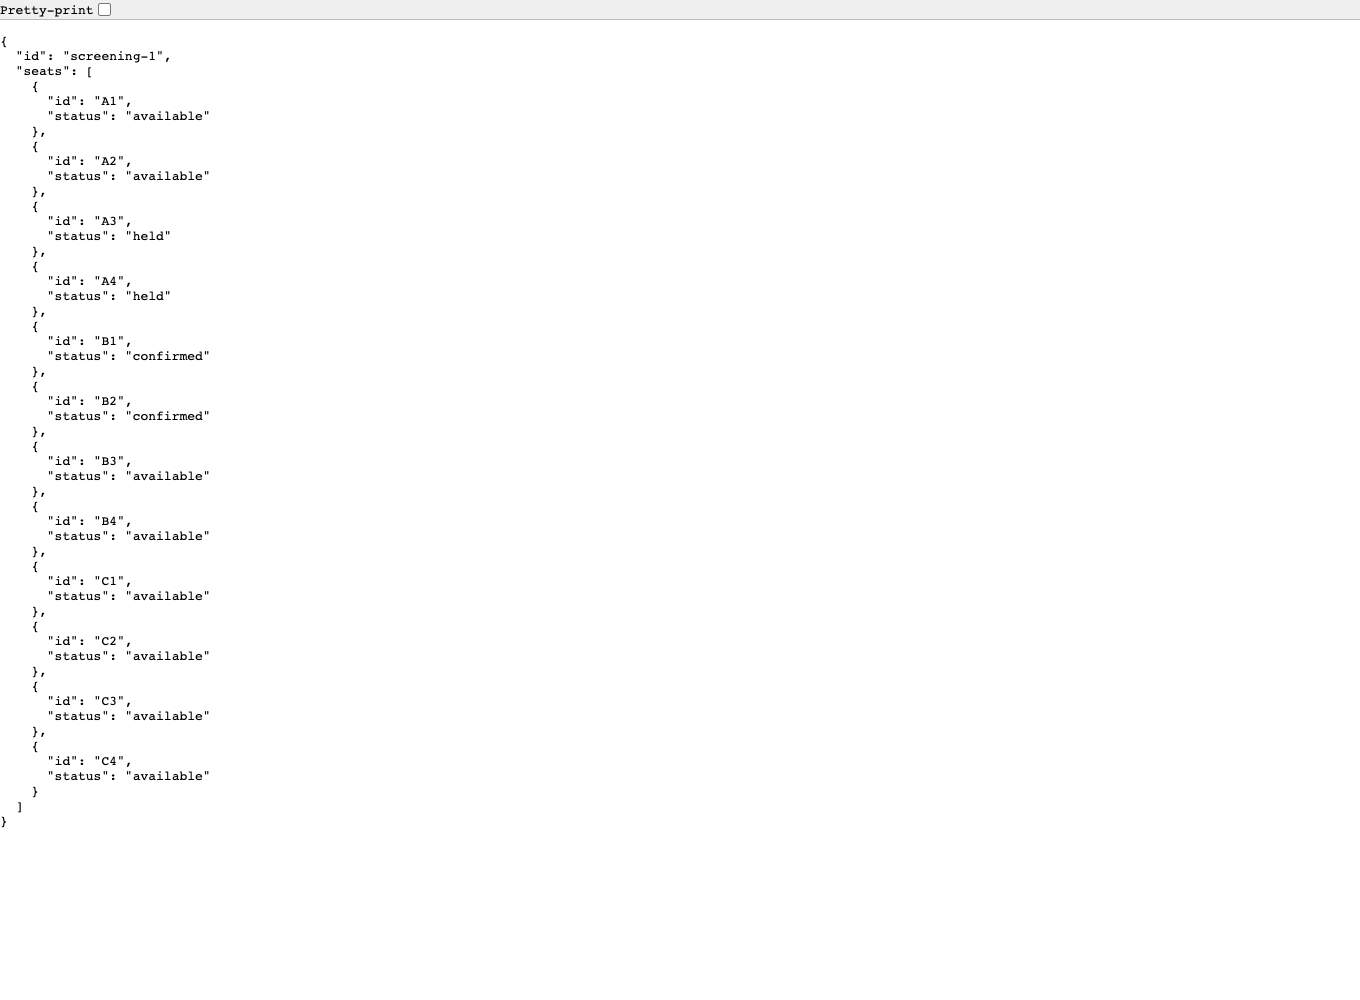 Pretty-print
{
  "id": "screening-1",
  "seats": [
    {
      "id": "A1",
      "status": "available"
    },
    {
      "id": "A2",
      "status": "available"
    },
    {
      "id": "A3",
      "status": "held"
    },
    {
      "id": "A4",
      "status": "held"
    },
    {
      "id": "B1",
      "status": "confirmed"
    },
    {
      "id": "B2",
      "status": "confirmed"
    },
    {
      "id": "B3",
      "status": "available"
    },
    {
      "id": "B4",
      "status": "available"
    },
    {
      "id": "C1",
      "status": "available"
    },
    {
      "id": "C2",
      "status": "available"
    },
    {
      "id": "C3",
      "status": "available"
    },
    {
      "id": "C4",
      "status": "available"
    }
  ]
}